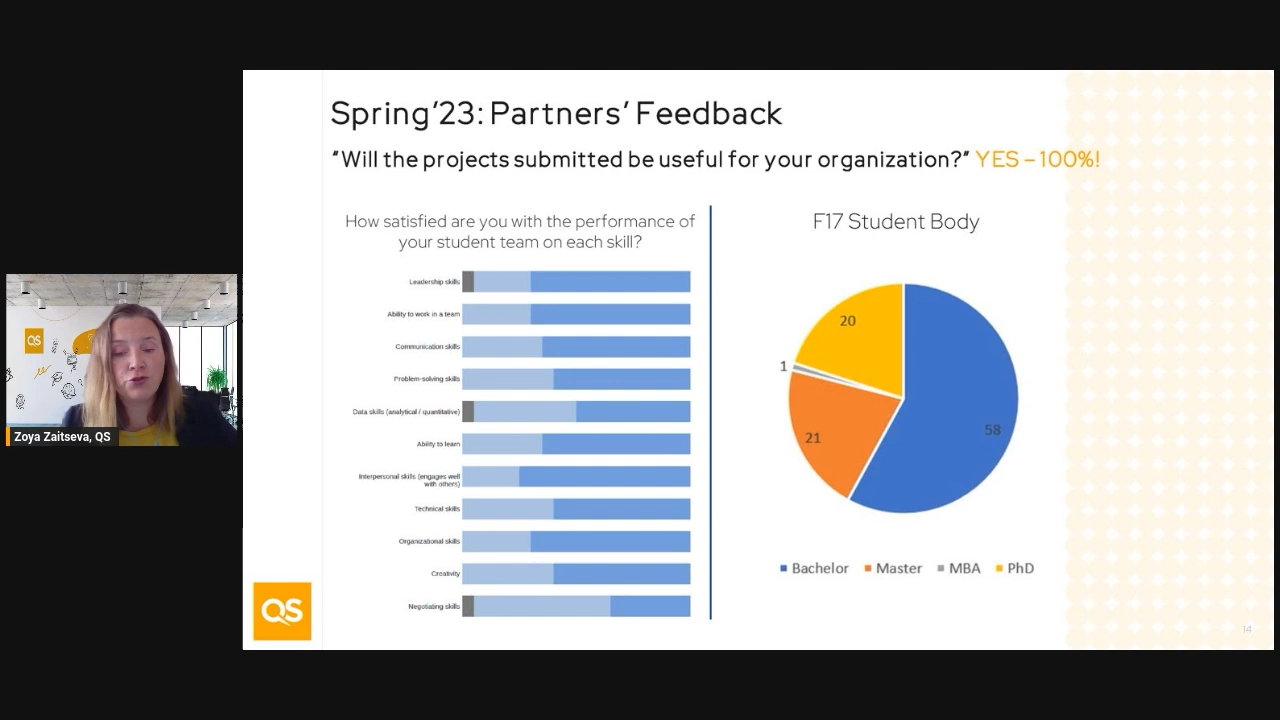 Spring'23: Partners' Feedback
"Will the projects submitted be useful for your organization?" YES – 100%!
How satisfied are you with the performance of
your student team on each skill?
Leadership skills
Ability to work in a team
Communication skills
Problem-solving skills
Data skills (analytical / quantitative)
Ability to learn
Interpersonal skills (engages well
with others)
Technical skills
Organizational skills
Creativity
Negotiating skills
F17 Student Body
20
1
21
58
Bachelor
Master
MBA
PhD
QS
Zoya Zaitseva, QS
QS
14